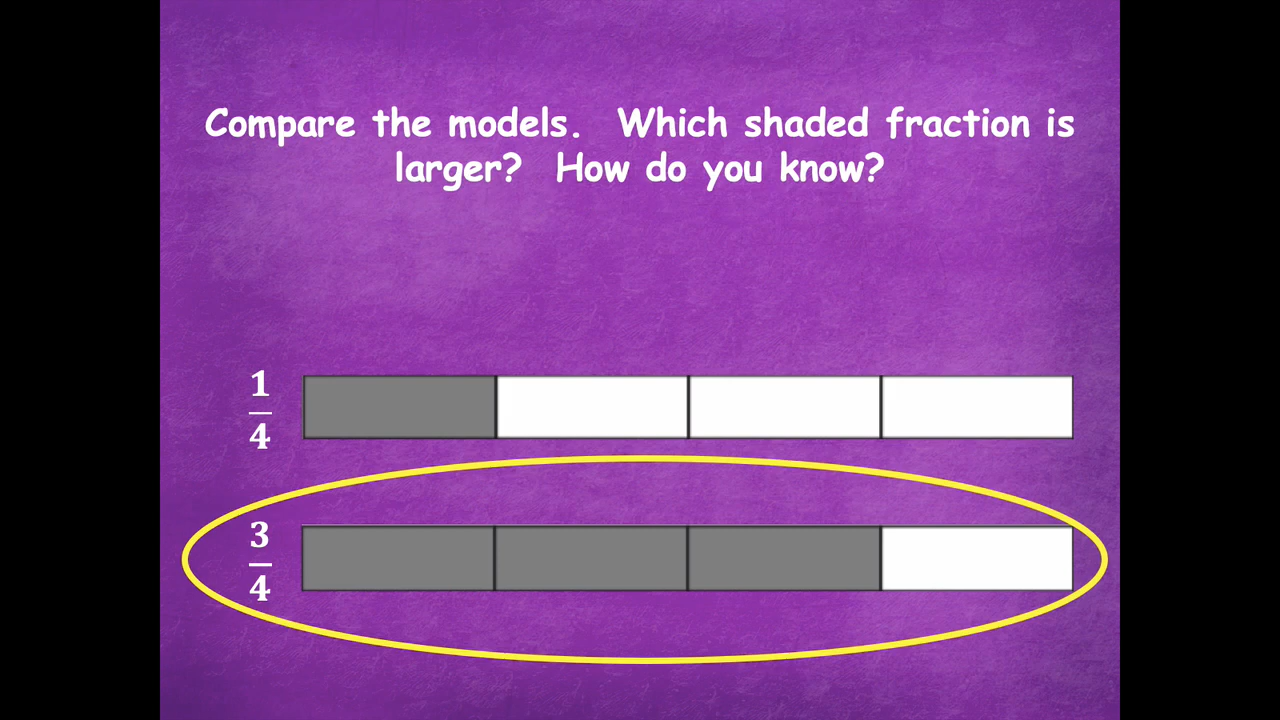 Compare the models.  Which shaded fraction is
larger?  How do you know?
1
4
3
4